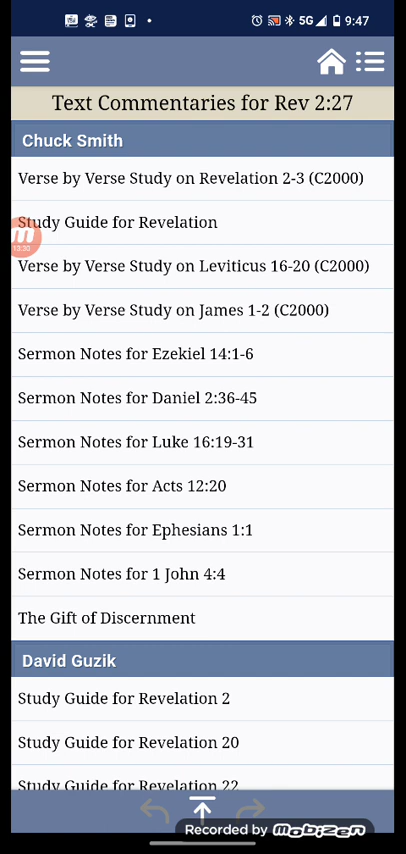 5G 9:47
Text Commentaries for Rev 2:27
Chuck Smith
Verse by Verse Study on Revelation 2-3 (C2000)
Study Guide for Revelation
13:20
Verse by Verse Study on Leviticus 16-20 (C2000)
Verse by Verse Study on James 1-2 (C2000)
Sermon Notes for Ezekiel 14:1-6
Sermon Notes for Daniel 2:36-45
Sermon Notes for Luke 16:19-31
Sermon Notes for Acts 12:20
Sermon Notes for Ephesians 1:1
Sermon Notes for 1 John 4:4
The Gift of Discernment
David Guzik
Study Guide for Revelation 2
Study Guide for Revelation 20
Study Guide for Revelation 22
Recorded by Mobizen